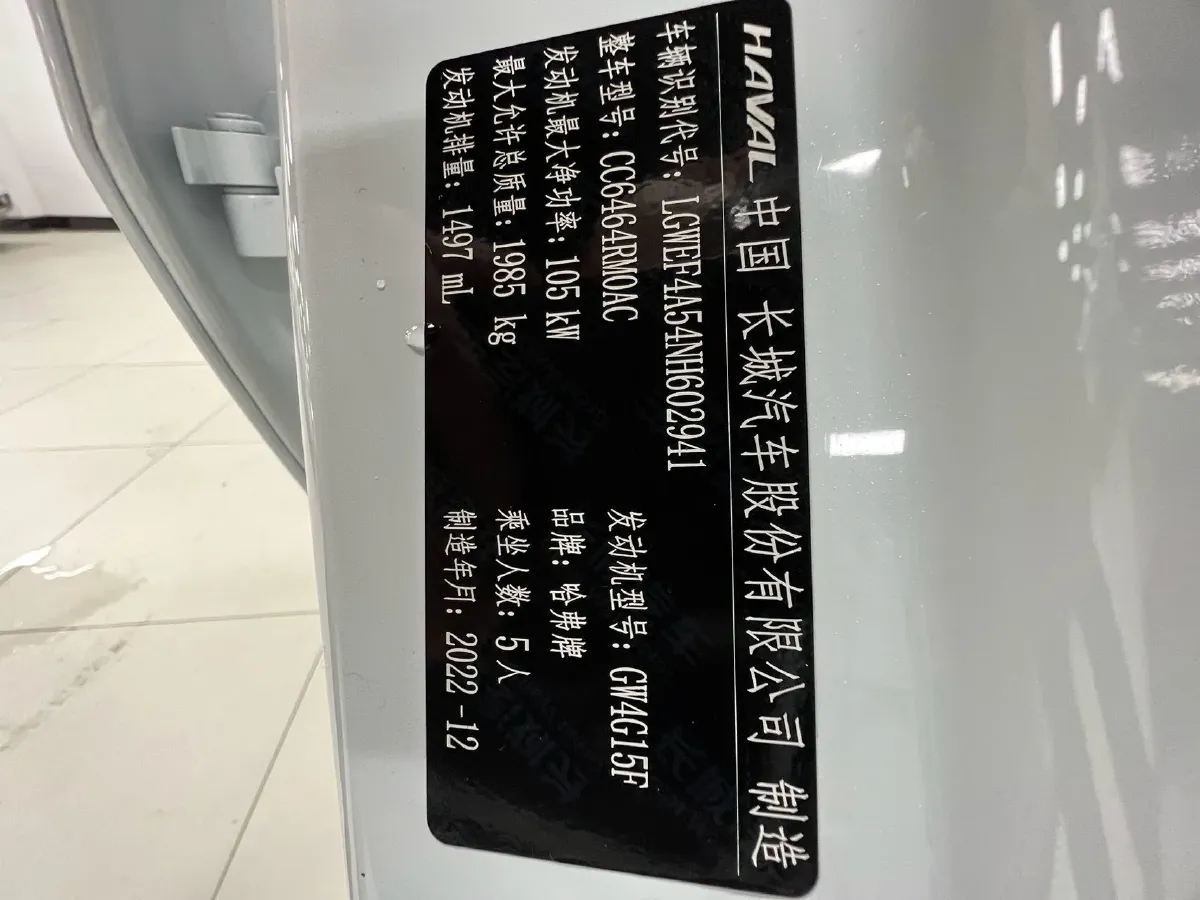 HAVAL 中国 长城汽车股份有限公司 制造
车辆识别代号：LGWEF4A54NH602941
整车型号：CC6464RM0AC 发动机型号：GW4G15F
发动机最大净功率：105 kW 品牌：哈弗牌
最大允许总质量：1985 kg 乘坐人数：5 人
发动机排量：1497 mL 制造年月：2022-12